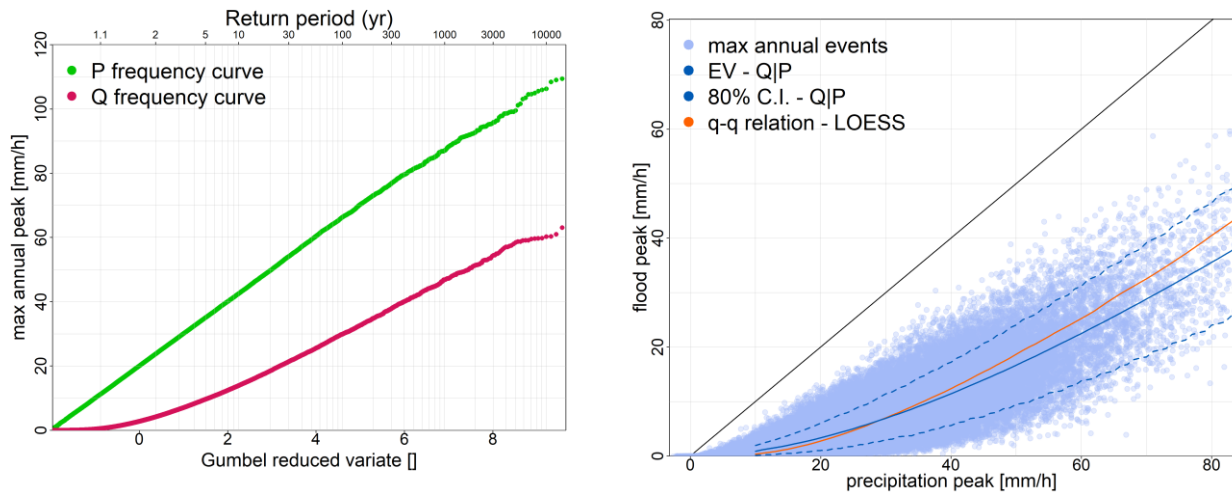 Return period (yr)
1.1 2 5 10 30 100 300 1000 3000 10000
max annual peak [mm/h]
0 20 40 60 80 100 120
P frequency curve
Q frequency curve
0 2 4 6 8
Gumbel reduced variate []
flood peak [mm/h]
0 20 40 60 80
max annual events
EV - Q|P
80% C.I. - Q|P
q-q relation - LOESS
0 20 40 60 80
precipitation peak [mm/h]